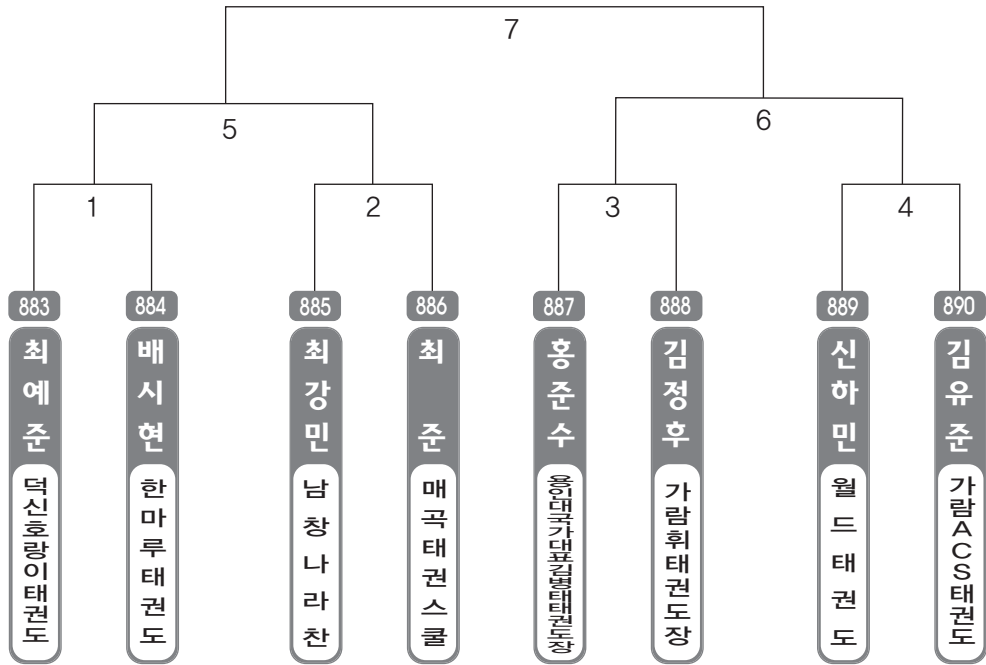 7
5
6
1
2
3
4
883
884
885
886
887
888
889
890
최예준
배시현
최강민
최 준
홍준수
김정후
신하민
김유준
덕신호랑이태권도
한마루태권도
남창나라찬
매곡태권스쿨
용인대국가대표김병태태권도장
가람휘태권도장
월드태권도
가람ACS태권도